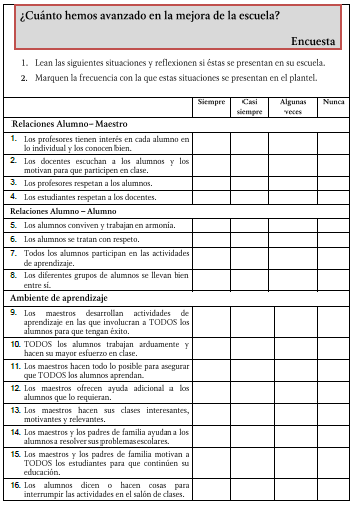 ¿Cuánto hemos avanzado en la mejora de la escuela?
Encuesta
1. Lean las siguientes situaciones y reflexionen si éstas se presentan en su escuela.
2. Marquen la frecuencia con la que estas situaciones se presentan en el plantel.
Siempre Casi Algunas Nunca
siempre veces
Relaciones Alumno– Maestro
1. Los profesores tienen interés en cada alumno en
lo individual y los conocen bien.
2. Los docentes escuchan a los alumnos y los
motivan para que participen en clase.
3. Los profesores respetan a los alumnos.
4. Los estudiantes respetan a los docentes.
Relaciones Alumno – Alumno
5. Los alumnos conviven y trabajan en armonía.
6. Los alumnos se tratan con respeto.
7. Todos los alumnos participan en las actividades
de aprendizaje.
8. Los diferentes grupos de alumnos se llevan bien
entre sí.
Ambiente de aprendizaje
9. Los maestros desarrollan actividades de
aprendizaje en las que involucran a TODOS los
alumnos para que tengan éxito.
10. TODOS los alumnos trabajan arduamente y
hacen su mayor esfuerzo en clase.
11. Los maestros hacen todo lo posible para asegurar
que TODOS los alumnos aprendan.
12. Los maestros ofrecen ayuda adicional a los
alumnos que lo requieran.
13. Los maestros hacen sus clases interesantes,
motivantes y relevantes.
14. Los maestros y los padres de familia ayudan a los
alumnos a resolver sus problemas escolares.
15. Los maestros y los padres de familia motivan a
TODOS los estudiantes para que continúen su
educación.
16. Los alumnos dicen o hacen cosas para
interrumpir las actividades en el salón de clases.